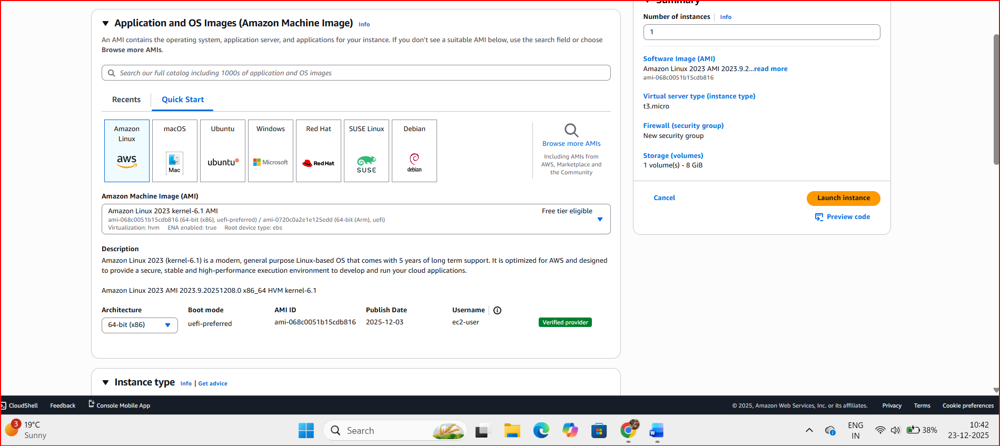 Application and OS Images (Amazon Machine Image) Info
An AMI contains the operating system, application server, and applications for your instance. If you don't see a suitable AMI below, use the search field or choose
Browse more AMIs.
Search our full catalog including 1000s of application and OS images
Recents
Quick Start
Amazon
Linux
aws
macOS
Mac
Ubuntu
ubuntu
Windows
Microsoft
Red Hat
Red Hat
SUSE Linux
SUSE
Debian
debian
Browse more AMIs
Including AMIs from
AWS, Marketplace and
the Community
Amazon Machine Image (AMI)
Amazon Linux 2023 kernel-6.1 AMI
Free tier eligible
ami-068c0051b15cdb816 (64-bit (x86), uefi-preferred) / ami-0720c0a2e1e125edd (64-bit (Arm), uefi)
Virtualization: hvm ENA enabled: true Root device type: ebs
Description
Amazon Linux 2023 (kernel-6.1) is a modern, general purpose Linux-based OS that comes with 5 years of long term support. It is optimized for AWS and designed
to provide a secure, stable and high-performance execution environment to develop and run your cloud applications.
Amazon Linux 2023 AMI 2023.9.20251208.0 x86_64 HVM kernel-6.1
Architecture
64-bit (x86)
Boot mode
uefi-preferred
AMI ID
ami-068c0051b15cdb816
Publish Date
2025-12-03
Username
ec2-user
Verified provider
Instance type Info | Get advice
Summary
Number of instances Info
1
Software Image (AMI)
Amazon Linux 2023 AMI 2023.9.2...read more
ami-068c0051b15cdb816
Virtual server type (instance type)
t3.micro
Firewall (security group)
New security group
Storage (volumes)
1 volume(s) - 8 GiB
Cancel
Launch instance
Preview code
CloudShell Feedback Console Mobile App
© 2025, Amazon Web Services, Inc. or its affiliates. Privacy Terms Cookie preferences
3
19°C
Sunny
Search
W
ENG
IN
38%
10:42
23-12-2025